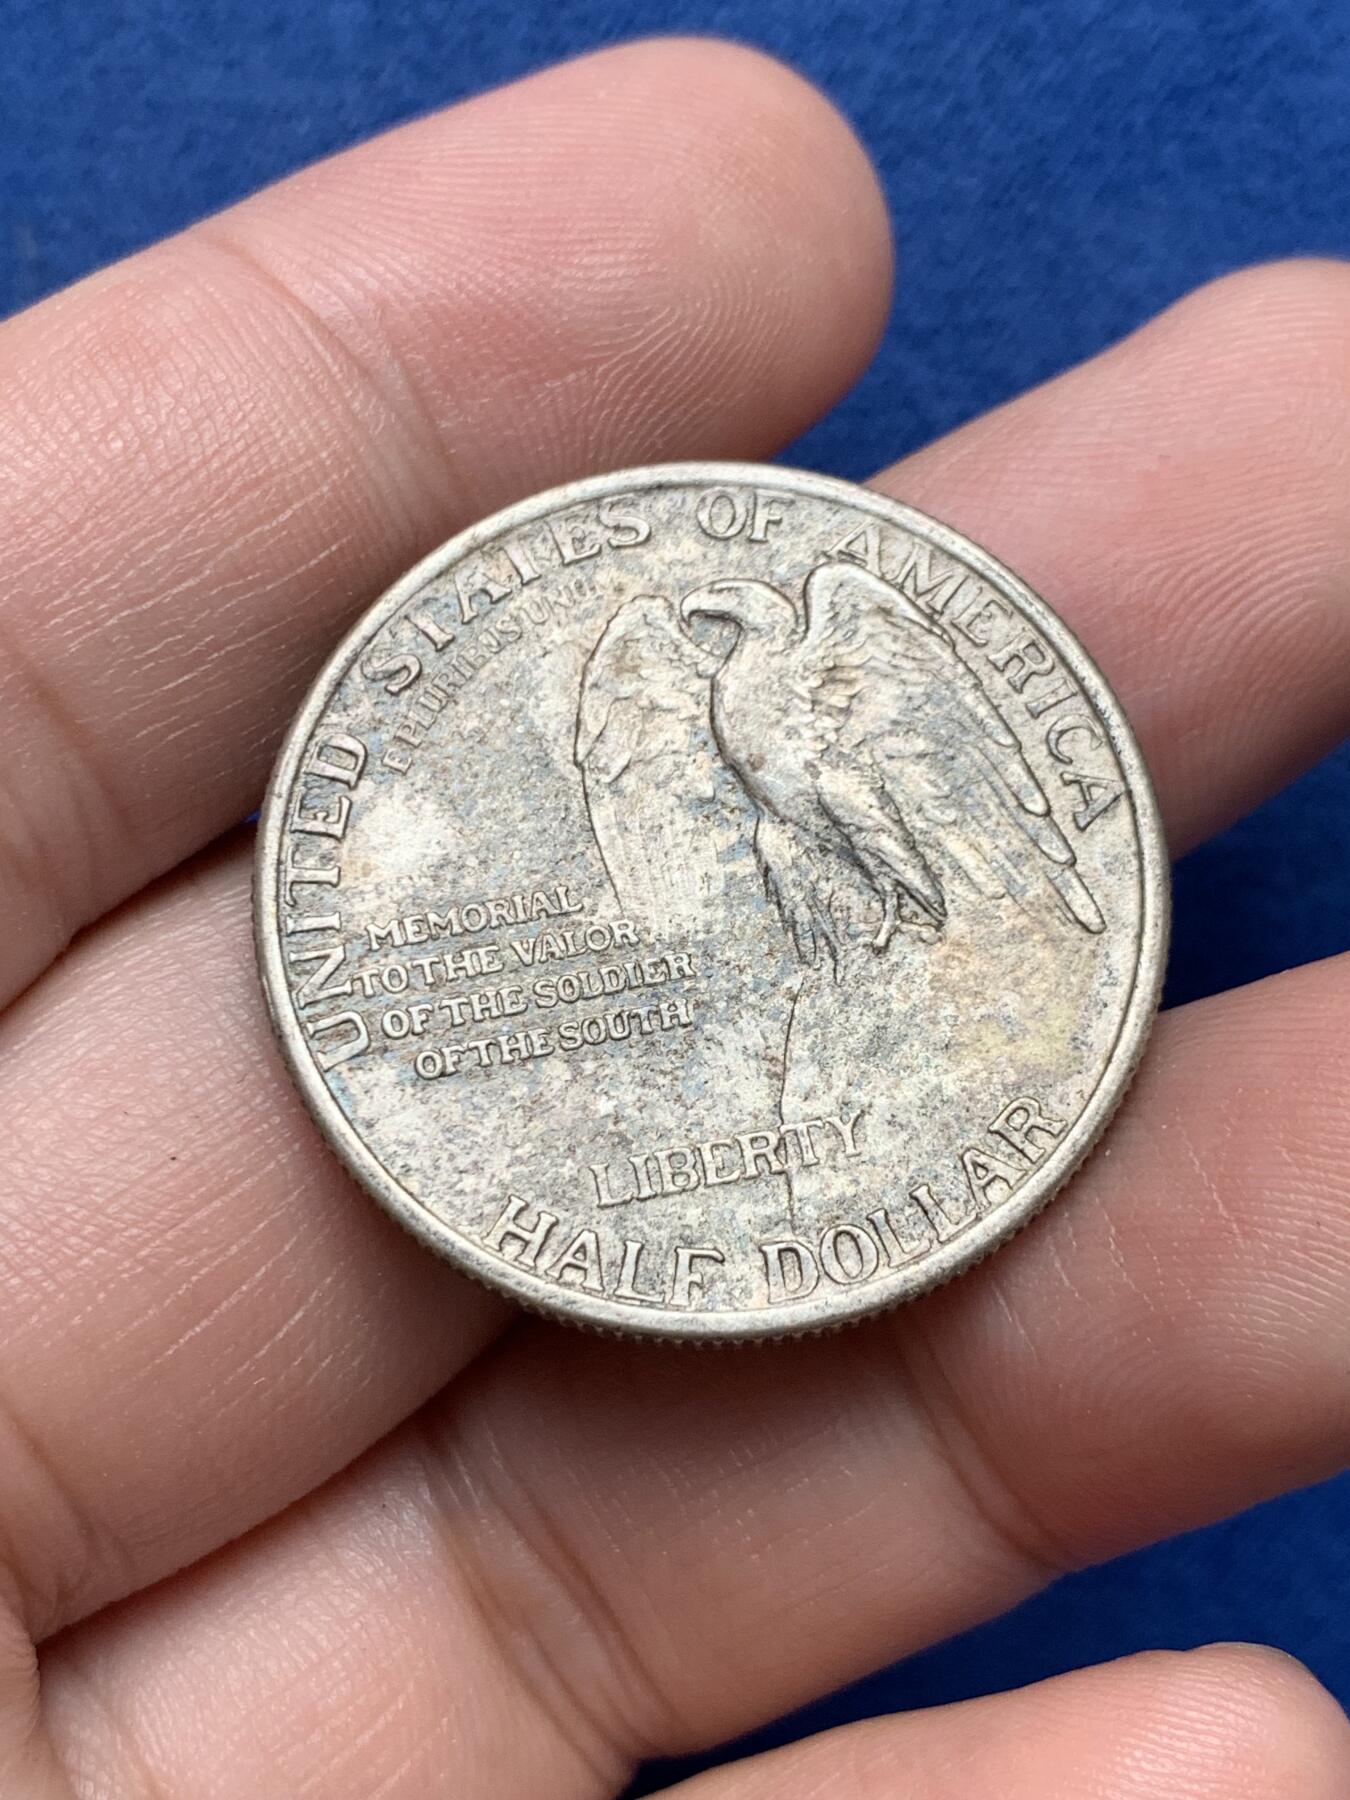 UNITED STATES OF AMERICA
E PLURIBUS UNUM
MEMORIAL
TO THE VALOR
OF THE SOLDIER
OF THE SOUTH
LIBERTY
HALF DOLLAR